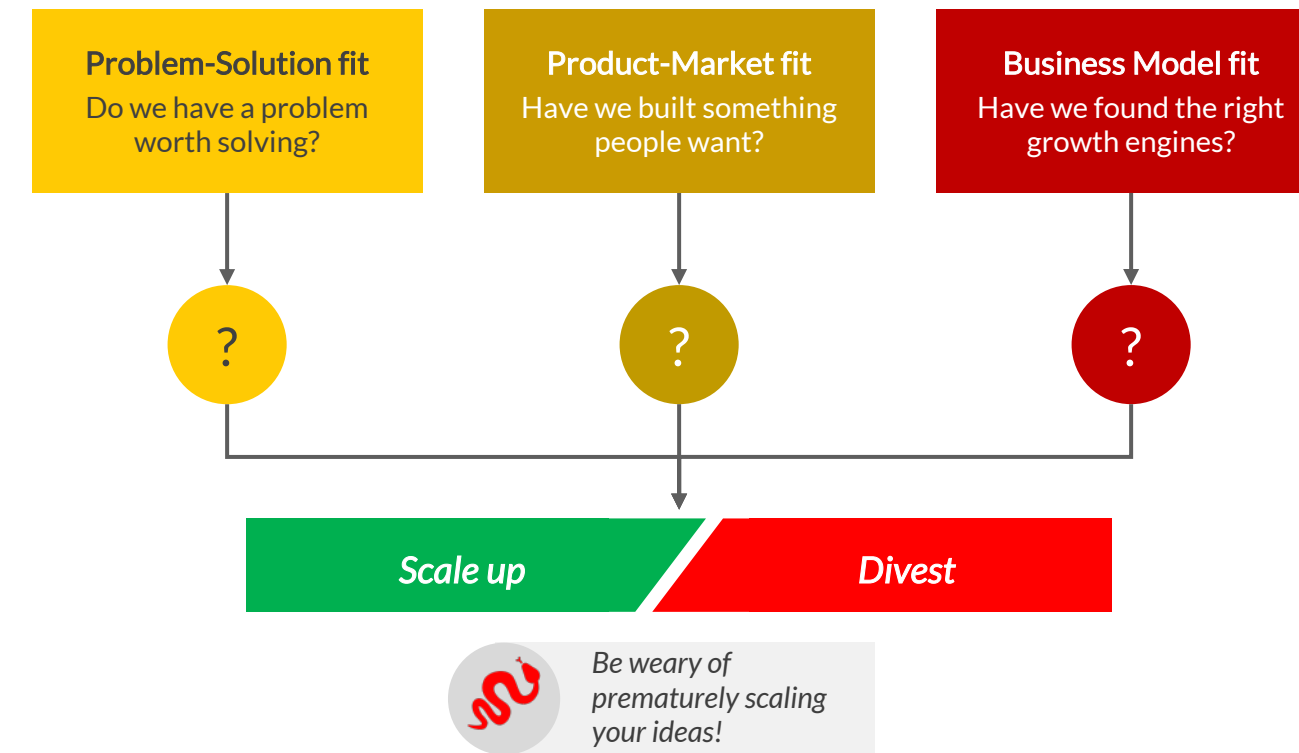 Problem-Solution fit
Do we have a problem
worth solving?
Product-Market fit
Have we built something
people want?
Business Model fit
Have we found the right
growth engines?
?
?
?
Scale up
Divest
Be weary of
prematurely scaling
your ideas!